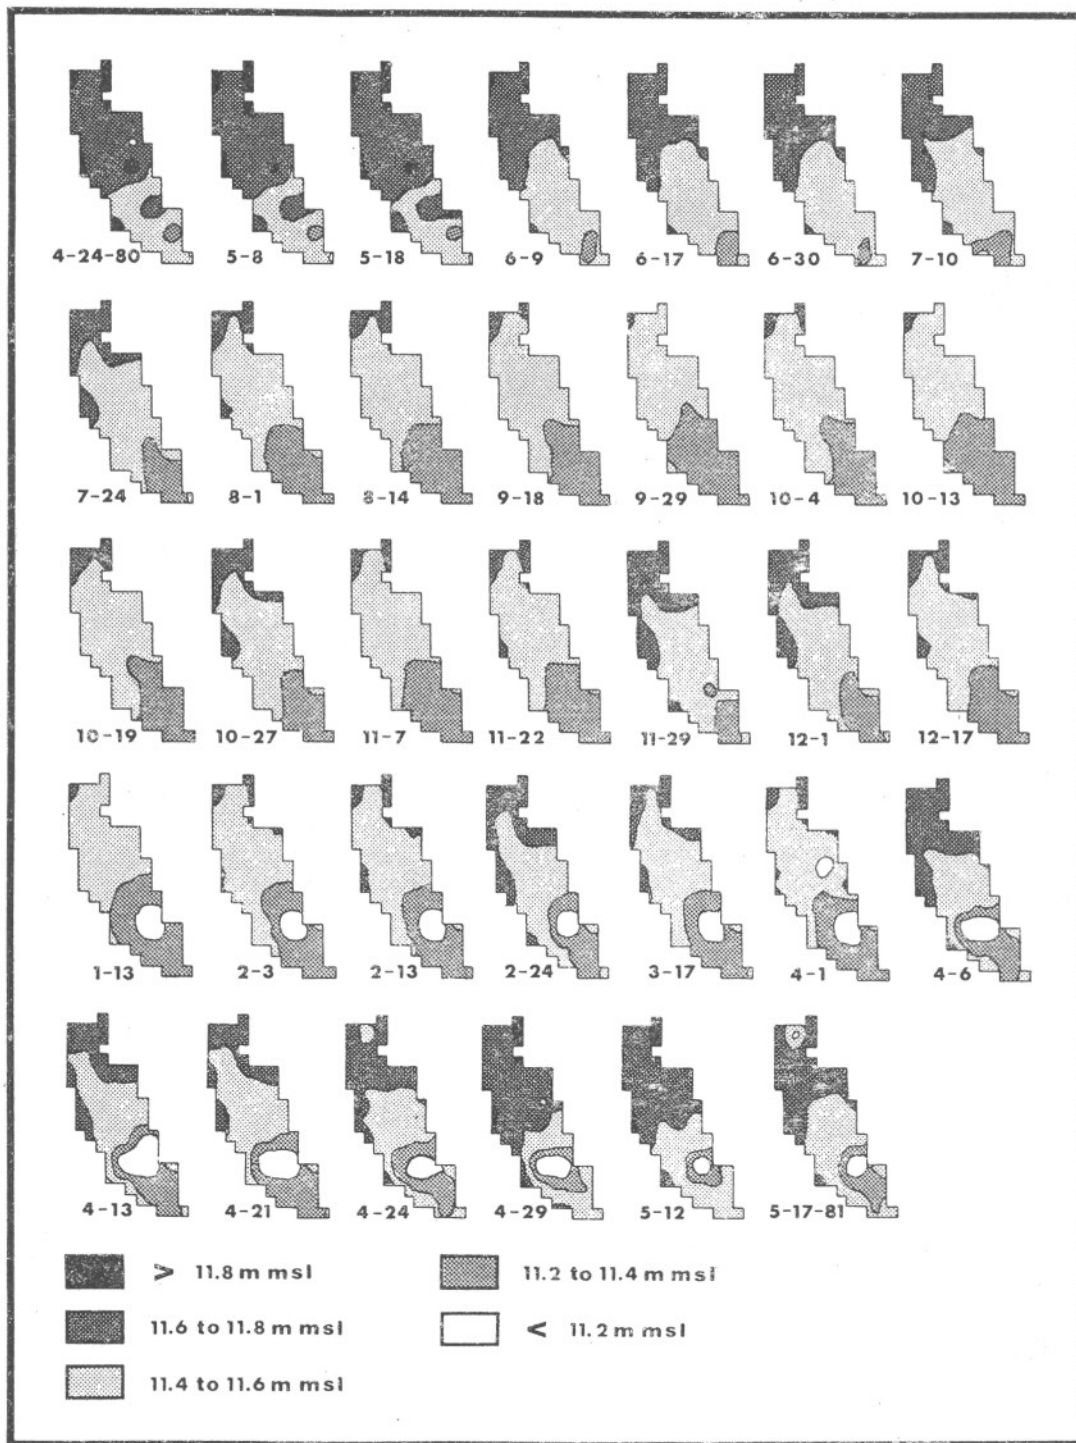 4-24-80 5-8 5-18 6-9 6-17 6-30 7-10
7-24 8-1 8-14 9-18 9-29 10-4 10-13
10-19 10-27 11-7 11-22 11-29 12-1 12-17
1-13 2-3 2-13 2-24 3-17 4-1 4-6
4-13 4-21 4-24 4-29 5-12 5-17-81
> 11.8 m msl
11.6 to 11.8 m msl
11.4 to 11.6 m msl
11.2 to 11.4 m msl
< 11.2 m msl